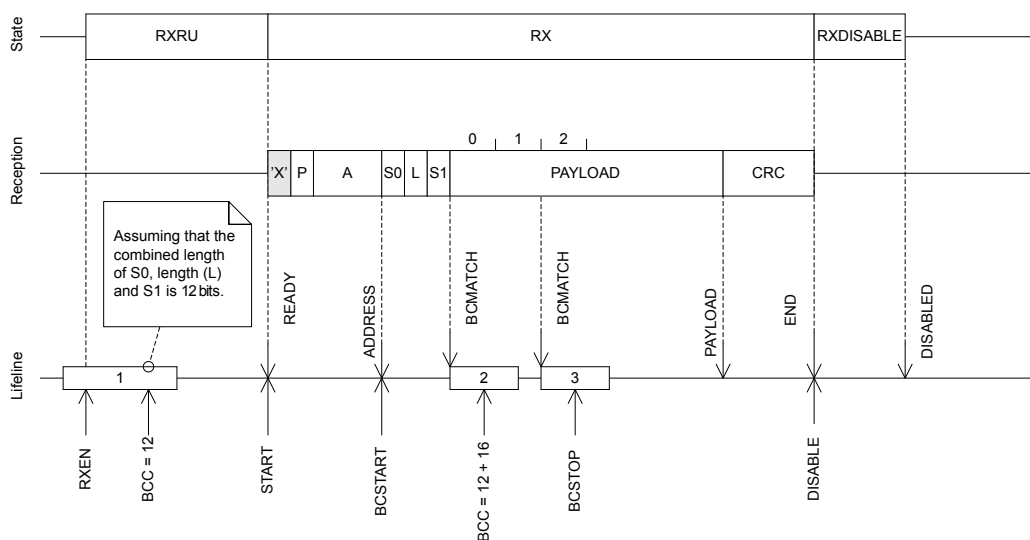 State
RXRU
RX
RXDISABLE
0
1
2
Reception
'X'
P
A
S0
L
S1
PAYLOAD
CRC
Assuming that the
combined length
of S0, length (L)
and S1 is 12 bits.
READY
ADDRESS
BCMATCH
BCMATCH
PAYLOAD
END
DISABLED
Lifeline
1
2
3
RXEN
BCC = 12
START
BCSTART
BCC = 12 + 16
BCSTOP
DISABLE